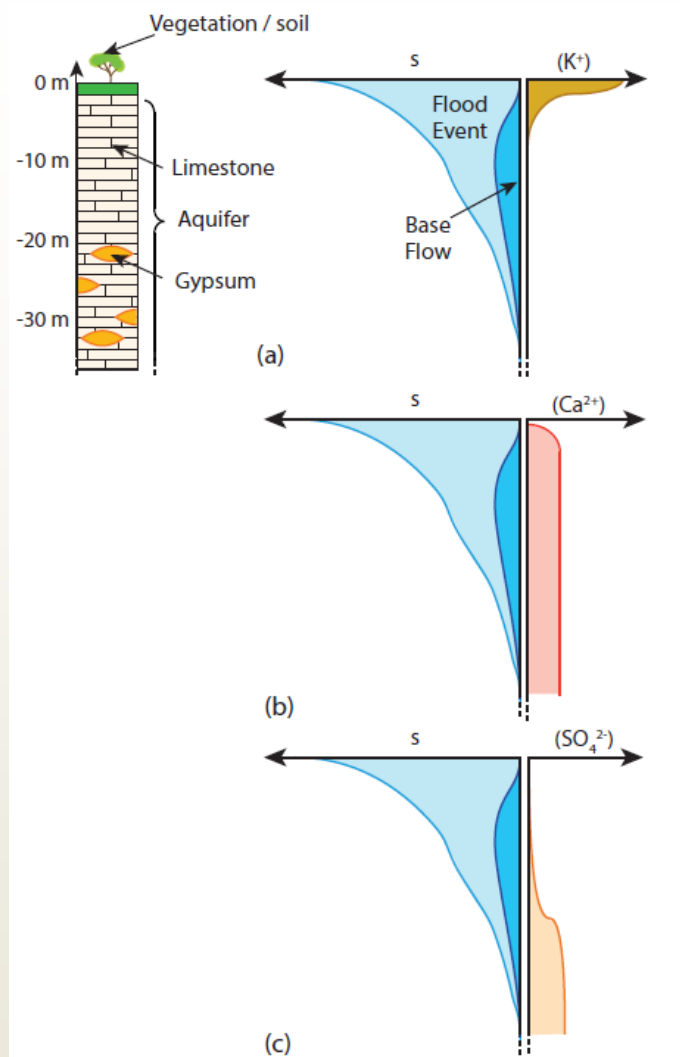 Vegetation / soil
0 m
-10 m
-20 m
-30 m
Limestone
Aquifer
Gypsum
(a)
s
(K⁺)
Flood
Event
Base
Flow
s
(Ca²⁺)
(b)
s
(SO₄²⁻)
(c)